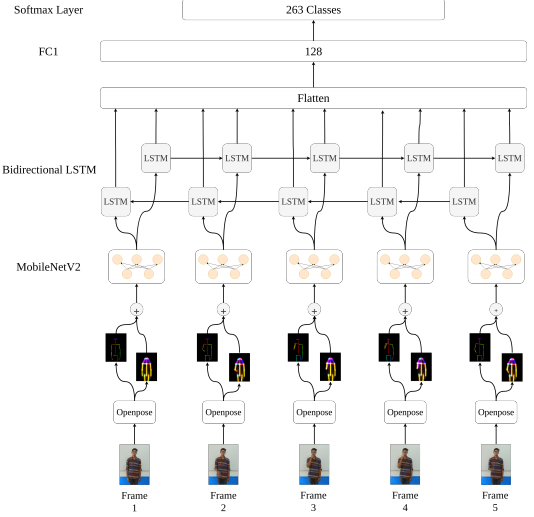 Softmax Layer
263 Classes
FC1
128
Flatten
Bidirectional LSTM
LSTM LSTM LSTM LSTM LSTM
LSTM LSTM LSTM LSTM LSTM
MobileNetV2
+ + + + +
Openpose Openpose Openpose Openpose Openpose
Frame Frame Frame Frame Frame
1 2 3 4 5